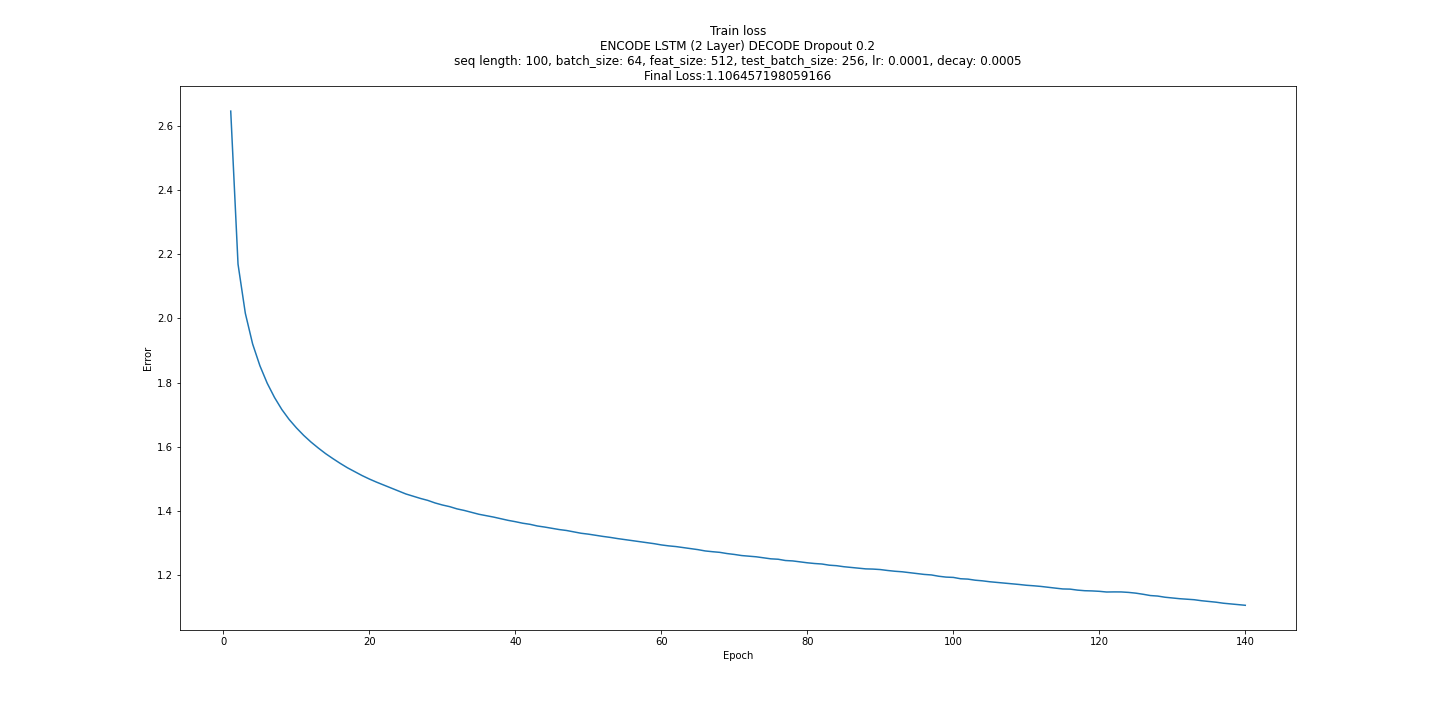 Train loss
ENCODE LSTM (2 Layer) DECODE Dropout 0.2
seq length: 100, batch_size: 64, feat_size: 512, test_batch_size: 256, lr: 0.0001, decay: 0.0005
Final Loss:1.106457198059166
2.6
2.4
2.2
2.0
1.8
1.6
1.4
1.2
Error
0 20 40 60 80 100 120 140
Epoch